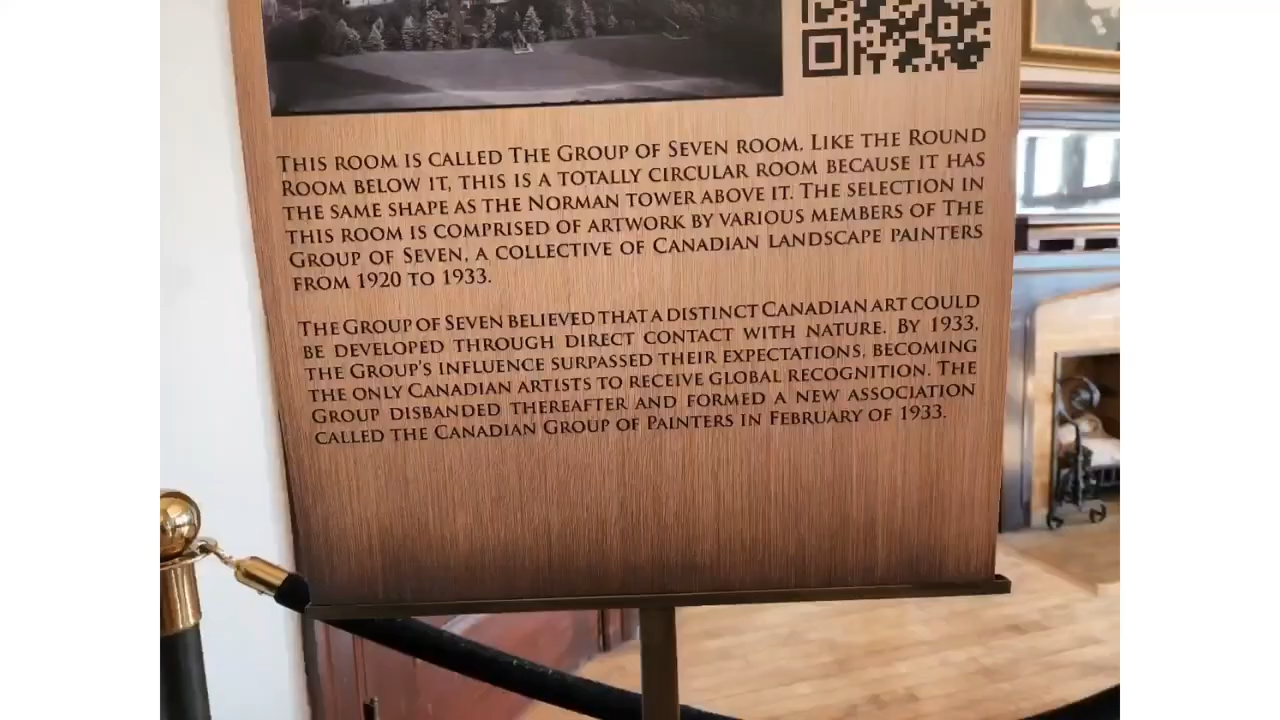 THIS ROOM IS CALLED THE GROUP OF SEVEN ROOM. LIKE THE ROUND
ROOM BELOW IT, THIS IS A TOTALLY CIRCULAR ROOM BECAUSE IT HAS
THE SAME SHAPE AS THE NORMAN TOWER ABOVE IT. THE SELECTION IN
THIS ROOM IS COMPRISED OF ARTWORK BY VARIOUS MEMBERS OF THE
GROUP OF SEVEN, A COLLECTIVE OF CANADIAN LANDSCAPE PAINTERS
FROM 1920 TO 1933.
THE GROUP OF SEVEN BELIEVED THAT A DISTINCT CANADIAN ART COULD
BE DEVELOPED THROUGH DIRECT CONTACT WITH NATURE. BY 1933,
THE GROUP'S INFLUENCE SURPASSED THEIR EXPECTATIONS, BECOMING
THE ONLY CANADIAN ARTISTS TO RECEIVE GLOBAL RECOGNITION. THE
GROUP DISBANDED THEREAFTER AND FORMED A NEW ASSOCIATION
CALLED THE CANADIAN GROUP OF PAINTERS IN FEBRUARY OF 1933.